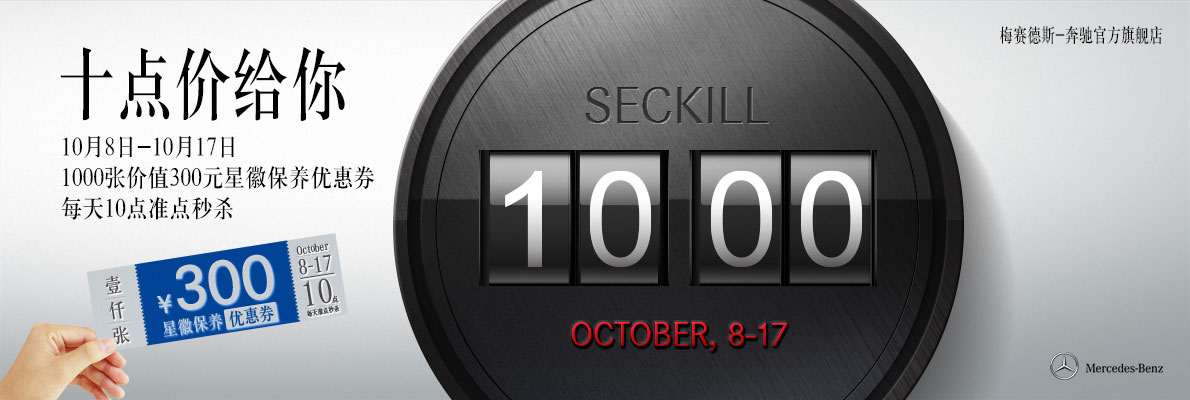 十点价给你
10月8日-10月17日
1000张价值300元星徽保养优惠券
每天10点准点秒杀
壹仟张
¥300
星徽保养优惠券
October
8-17
10点
每天准点秒杀
SECKILL
10 00
OCTOBER, 8-17
梅赛德斯-奔驰官方旗舰店
Mercedes-Benz